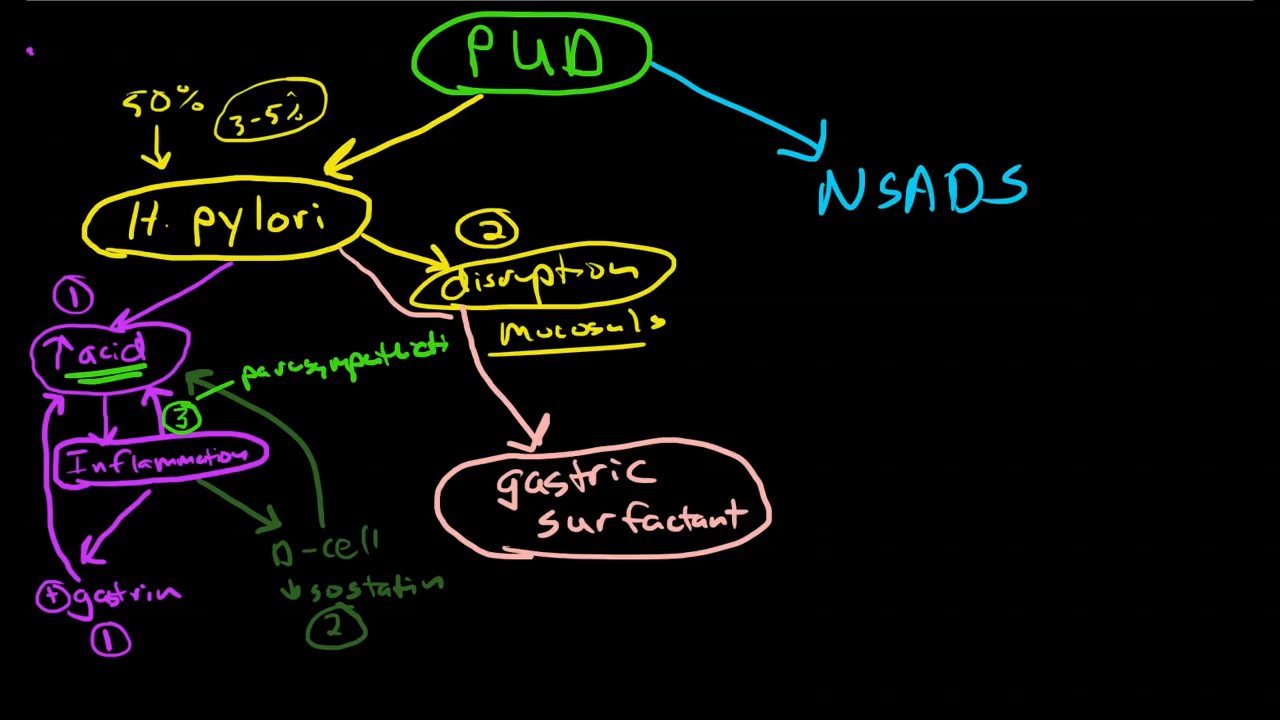 PUD
50% 3-5%
NSADS
H. pylori
2
disruption
1
mucosals
↑ acid
parasympathetic
3
Inflammation
gastric
surfactant
D-cell
+ gastrin
↓ sostatin
1
2